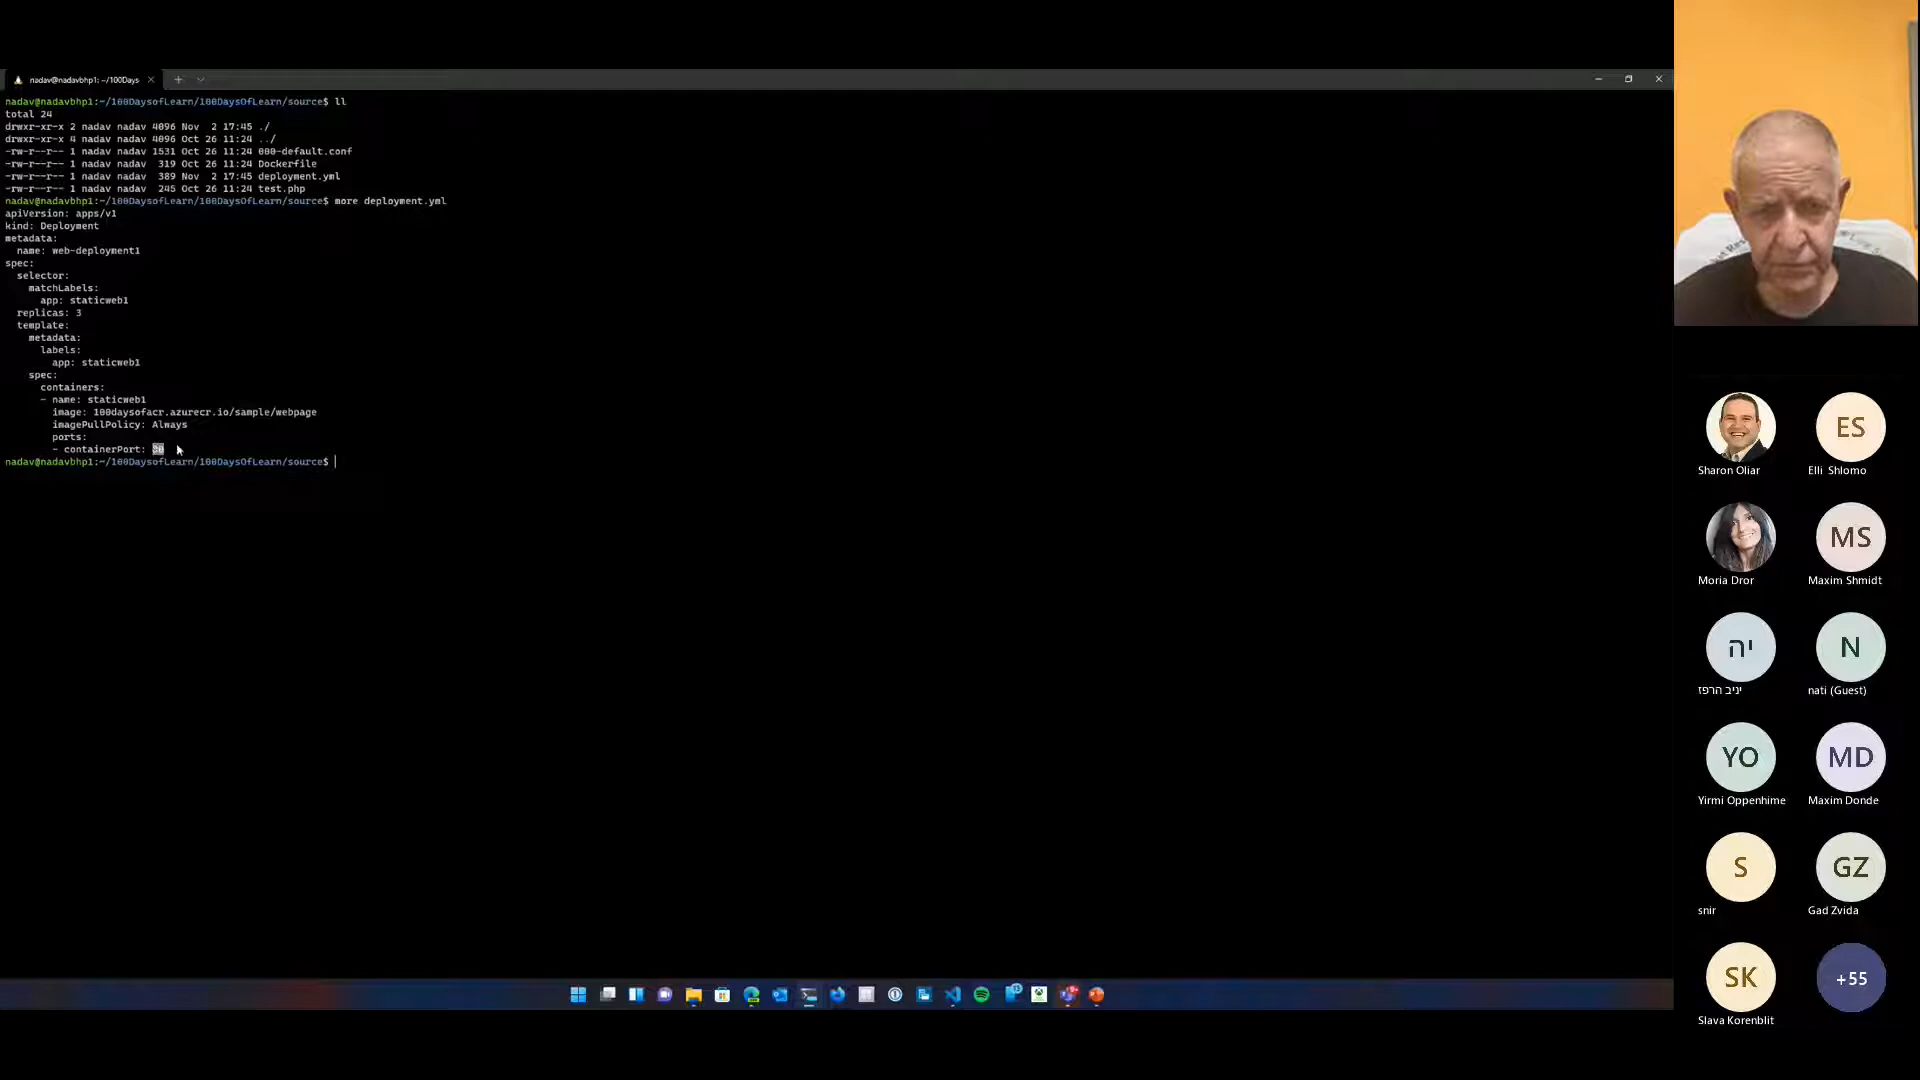 nadav@nadavbhp1: ~/100Days
nadav@nadavbhp1:~/100DaysofLearn/100DaysOfLearn/source$ ll
total 24
drwxr-xr-x 2 nadav nadav 4096 Nov  2 17:45 ./
drwxr-xr-x 4 nadav nadav 4096 Oct 26 11:24 ../
-rw-r--r-- 1 nadav nadav 1531 Oct 26 11:24 000-default.conf
-rw-r--r-- 1 nadav nadav  319 Oct 26 11:24 Dockerfile
-rw-r--r-- 1 nadav nadav  389 Nov  2 17:45 deployment.yml
-rw-r--r-- 1 nadav nadav  245 Oct 26 11:24 test.php
nadav@nadavbhp1:~/100DaysofLearn/100DaysOfLearn/source$ more deployment.yml
apiVersion: apps/v1
kind: Deployment
metadata:
  name: web-deployment1
spec:
  selector:
    matchLabels:
      app: staticweb1
  replicas: 3
  template:
    metadata:
      labels:
        app: staticweb1
    spec:
      containers:
      - name: staticweb1
        image: 100daysofacr.azurecr.io/sample/webpage
        imagePullPolicy: Always
        ports:
        - containerPort: 80
nadav@nadavbhp1:~/100DaysofLearn/100DaysOfLearn/source$
Sharon Oliar
ES
Elli Shlomo
Moria Dror
MS
Maxim Shmidt
יה
יניב הרפז
N
nati (Guest)
YO
Yirmi Oppenhime
MD
Maxim Donde
S
snir
GZ
Gad Zvida
SK
Slava Korenblit
+55